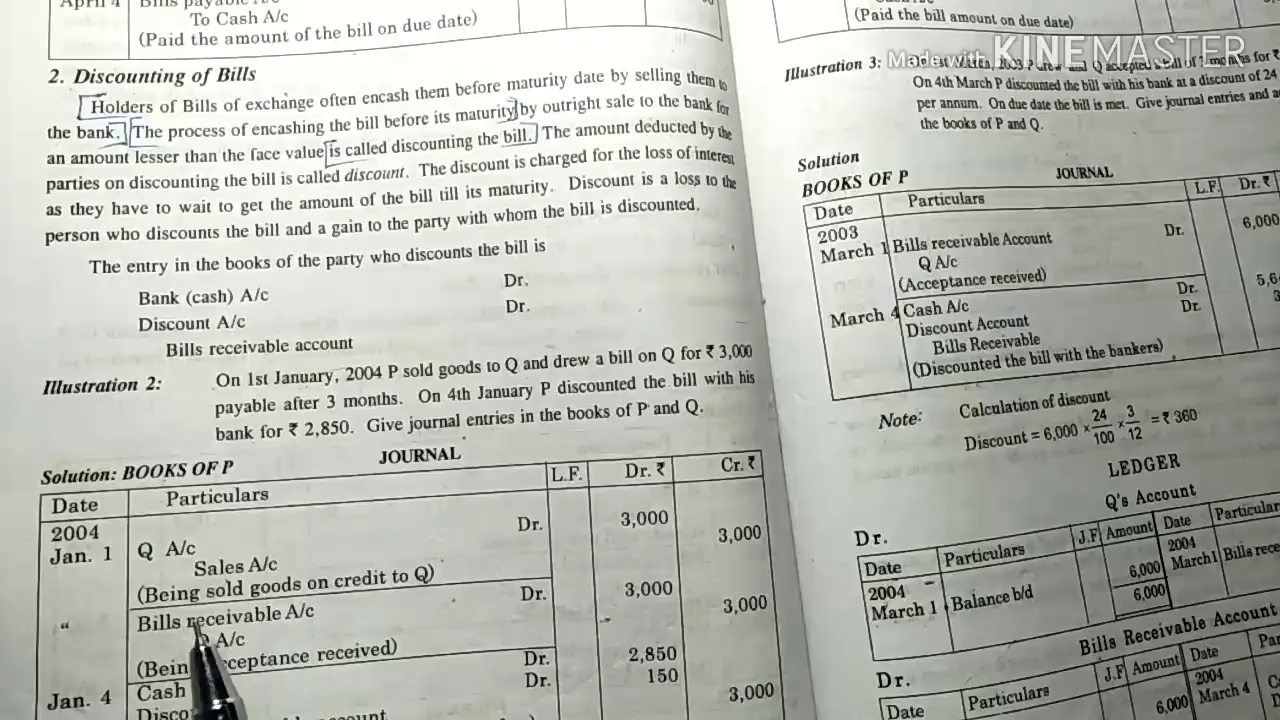 April 4
To Cash A/c
(Paid the amount of the bill on due date)
2. Discounting of Bills
Holders of Bills of exchange often encash them before maturity date by selling them to
the bank. The process of encashing the bill before its maturity by outright sale to the bank for
an amount lesser than the face value is called discounting the bill. The amount deducted by the
parties on discounting the bill is called discount. The discount is charged for the loss of interest
as they have to wait to get the amount of the bill till its maturity. Discount is a loss to the
person who discounts the bill and a gain to the party with whom the bill is discounted.
The entry in the books of the party who discounts the bill is
Bank (cash) A/c Dr.
Discount A/c Dr.
Bills receivable account
Illustration 2: On 1st January, 2004 P sold goods to Q and drew a bill on Q for ₹ 3,000
payable after 3 months. On 4th January P discounted the bill with his
bank for ₹ 2,850. Give journal entries in the books of P and Q.
Solution: BOOKS OF P JOURNAL
Date Particulars L.F. Dr. ₹ Cr. ₹
2004
Jan. 1 Q A/c Dr. 3,000
Sales A/c 3,000
(Being sold goods on credit to Q)
" Bills receivable A/c Dr. 3,000
A/c 3,000
acceptance received)
Jan. 4 Cash Dr. 2,850
Dr. 150
3,000
(Paid the bill amount on due date)
Made with KINEMASTER
Illustration 3: 2003 P drew and Q accepted a bill of months for ₹
On 4th March P discounted the bill with his bank at a discount of 24
per annum. On due date the bill is met. Give journal entries and
the books of P and Q.
Solution
BOOKS OF P JOURNAL
Date Particulars L.F. Dr. ₹
2003
March 1 Bills receivable Account Dr. 6,000
Q A/c
(Acceptance received)
March 4 Cash A/c Dr.
Discount Account Dr.
Bills Receivable
(Discounted the bill with the bankers)
Note: Calculation of discount
Discount = 6,000 × 24/100 × 3/12 = ₹ 360
LEDGER
Q's Account
Dr.
Date Particulars J.F Amount Date
2004 2004
March 1 Balance b/d 6,000 March 1 Bills
6,000
Bills Receivable Account
Dr.
Date Particulars J.F Amount Date
6,000 2004
March 4